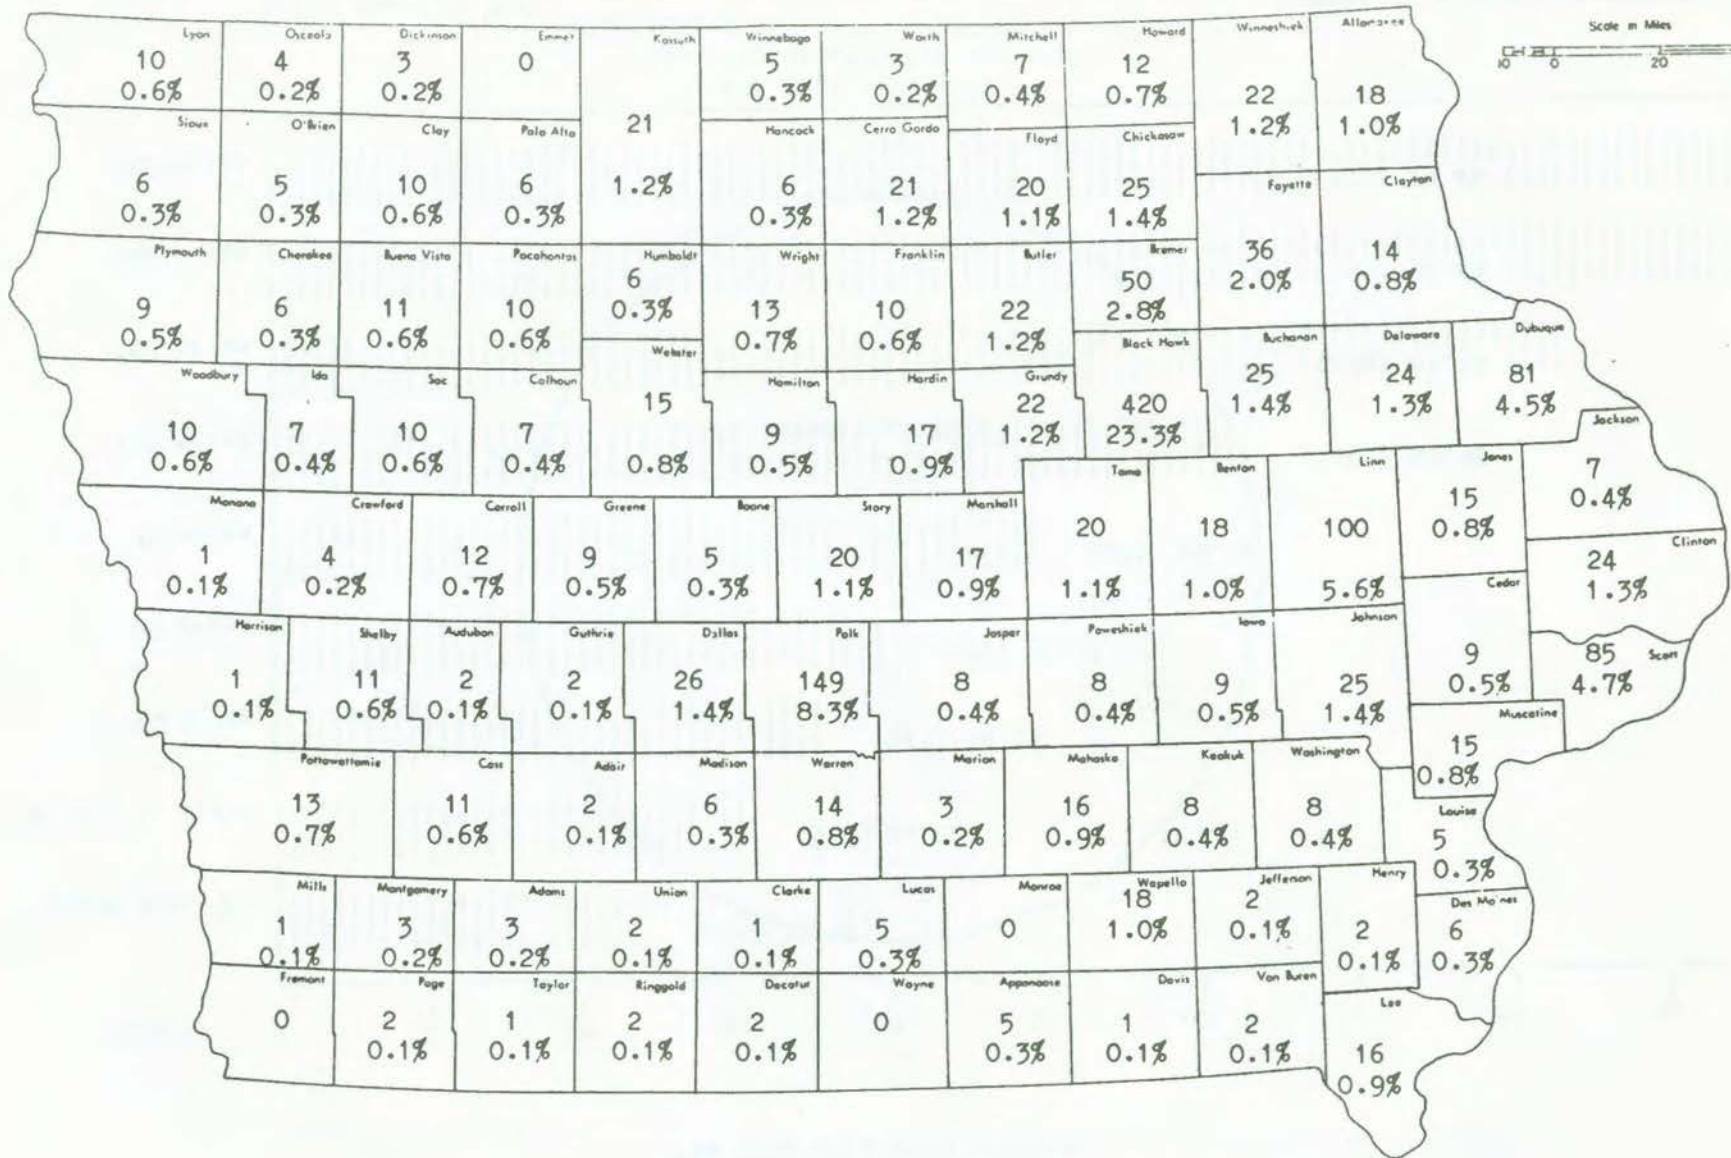 Scale in Miles
10 0 20
Lyon
10
0.6%
Osceola
4
0.2%
Dickinson
3
0.2%
Emmet
0
Kossuth
21
1.2%
Winnebago
5
0.3%
Worth
3
0.2%
Mitchell
7
0.4%
Howard
12
0.7%
Winneshiek
22
1.2%
Allamakee
18
1.0%
Sioux
6
0.3%
O'Brien
5
0.3%
Clay
10
0.6%
Palo Alto
6
0.3%
Hancock
6
0.3%
Cerro Gordo
21
1.2%
Floyd
20
1.1%
Chickasaw
25
1.4%
Fayette
36
2.0%
Clayton
14
0.8%
Plymouth
9
0.5%
Cherokee
6
0.3%
Buena Vista
11
0.6%
Pocahontas
10
0.6%
Humboldt
6
0.3%
Wright
13
0.7%
Franklin
10
0.6%
Butler
22
1.2%
Bremer
50
2.8%
Woodbury
10
0.6%
Ida
7
0.4%
Sac
10
0.6%
Calhoun
7
0.4%
Webster
15
0.8%
Hamilton
9
0.5%
Hardin
17
0.9%
Grundy
22
1.2%
Black Hawk
420
23.3%
Buchanan
25
1.4%
Delaware
24
1.3%
Dubuque
81
4.5%
Monona
1
0.1%
Crawford
4
0.2%
Carroll
12
0.7%
Greene
9
0.5%
Boone
5
0.3%
Story
20
1.1%
Marshall
17
0.9%
Tama
20
1.1%
Benton
18
1.0%
Linn
100
5.6%
Jones
15
0.8%
Jackson
7
0.4%
Clinton
24
1.3%
Cedar
9
0.5%
Harrison
1
0.1%
Shelby
11
0.6%
Audubon
2
0.1%
Guthrie
2
0.1%
Dallas
26
1.4%
Polk
149
8.3%
Jasper
8
0.4%
Poweshiek
8
0.4%
Iowa
9
0.5%
Johnson
25
1.4%
Scott
85
4.7%
Muscatine
15
0.8%
Pottawattamie
13
0.7%
Cass
11
0.6%
Adair
2
0.1%
Madison
6
0.3%
Warren
14
0.8%
Marion
3
0.2%
Mahaska
16
0.9%
Keokuk
8
0.4%
Washington
8
0.4%
Louisa
5
0.3%
Mills
1
0.1%
Montgomery
3
0.2%
Adams
3
0.2%
Union
2
0.1%
Clarke
1
0.1%
Lucas
5
0.3%
Monroe
0
Wapello
18
1.0%
Jefferson
2
0.1%
Henry
2
0.1%
Des Moines
6
0.3%
Fremont
0
Page
2
0.1%
Taylor
1
0.1%
Ringgold
2
0.1%
Decatur
2
0.1%
Wayne
0
Appanoose
5
0.3%
Davis
1
0.1%
Van Buren
2
0.1%
Lee
16
0.9%